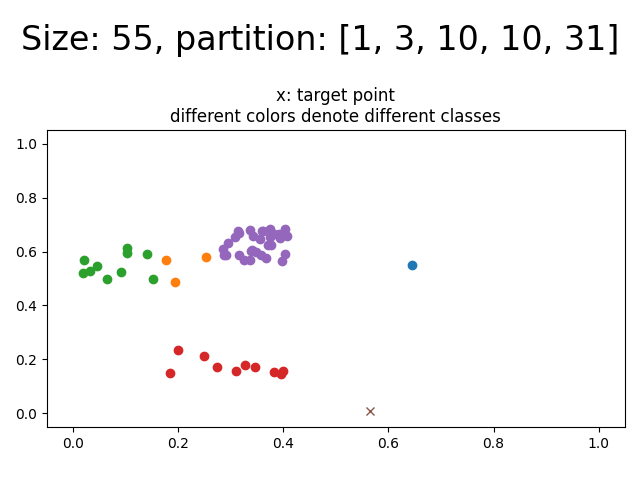 Size: 55, partition: [1, 3, 10, 10, 31]
x: target point
different colors denote different classes
1.0
0.8
0.6
0.4
0.2
0.0
0.0 0.2 0.4 0.6 0.8 1.0